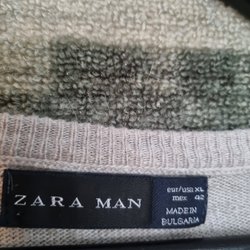 ZARA MAN
eur/usa XL
mex 42
MADE IN
BULGARIA